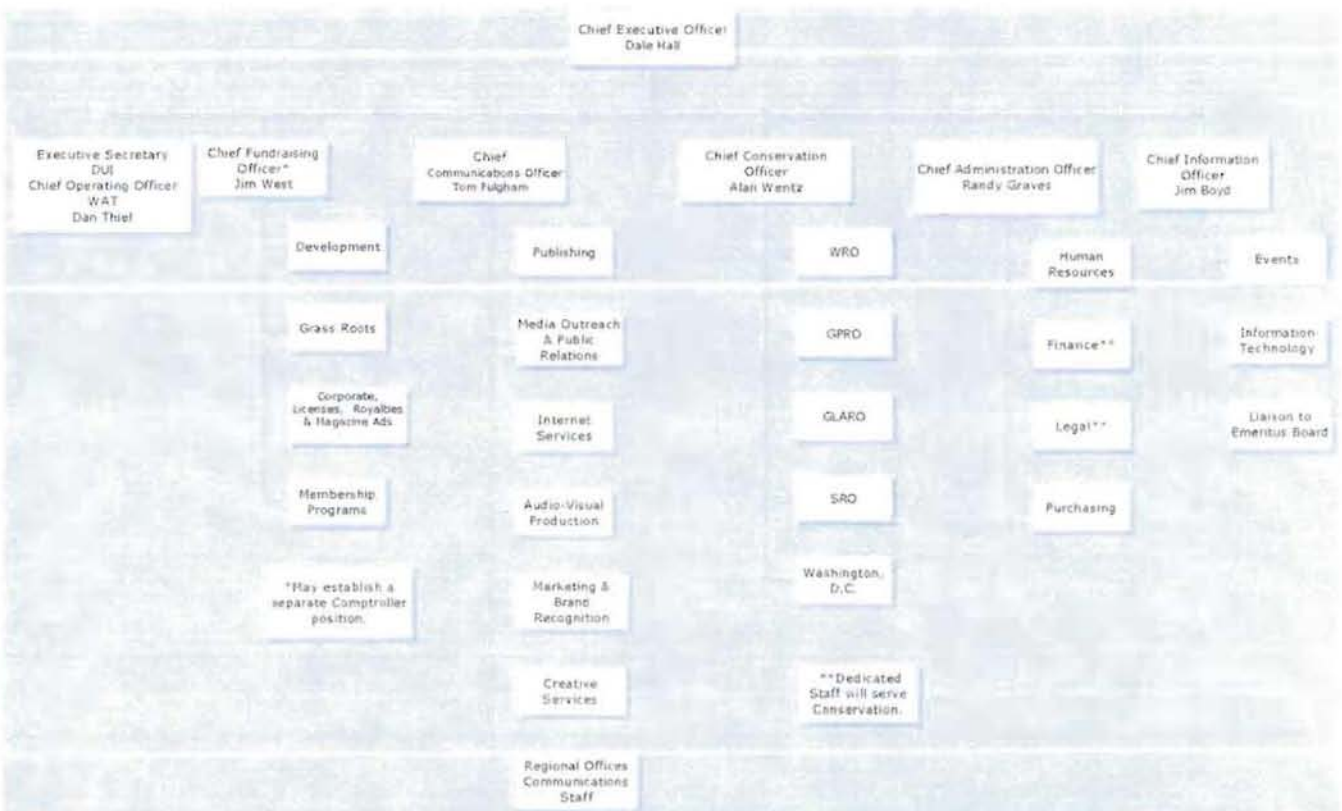 Chief Executive Officer
Dale Hall
Executive Secretary
DUI
Chief Operating Officer
WAT
Dan Thiel
Chief Fundraising
Officer*
Jim West
Chief
Communications Officer
Tom Fulgham
Chief Conservation
Officer
Alan Wentz
Chief Administration Officer
Randy Graves
Chief Information
Officer
Jim Boyd
Development
Grass Roots
Corporate,
Licenses, Royalties
& Magazine Ads
Membership
Programs
*May establish a
separate Comptroller
position.
Publishing
Media Outreach
& Public
Relations
Internet
Services
Audio-Visual
Production
Marketing &
Brand
Recognition
Creative
Services
Regional Offices
Communications
Staff
WRO
GPRO
GLARO
SRO
Washington,
D.C.
**Dedicated
Staff will serve
Conservation.
Human
Resources
Finance**
Legal**
Purchasing
Events
Information
Technology
Liaison to
Emeritus Board